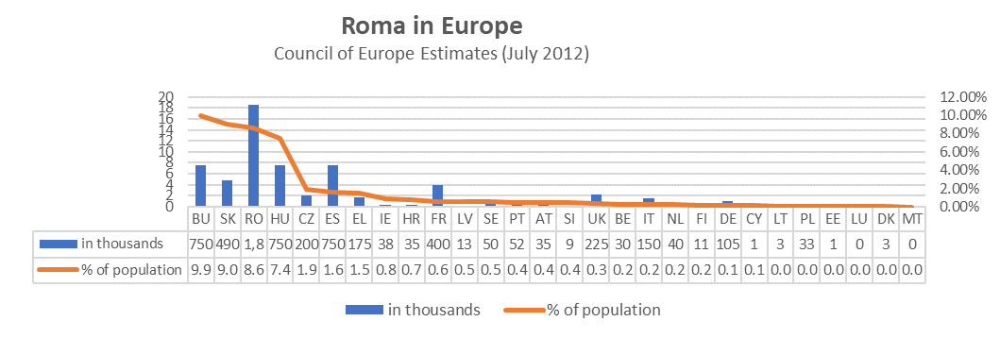 Roma in Europe
Council of Europe Estimates (July 2012)
20 12.00%
18 10.00%
16
14 8.00%
12
10 6.00%
8
6 4.00%
4 2.00%
2
0 0.00%
BU SK RO HU CZ ES EL IE HR FR LV SE PT AT SI UK BE IT NL FI DE CY LT PL EE LU DK MT
in thousands 750 490 1,8 750 200 750 175 38 35 400 13 50 52 35 9 225 30 150 40 11 105 1 3 33 1 0 3 0
% of population 9.9 9.0 8.6 7.4 1.9 1.6 1.5 0.8 0.7 0.6 0.5 0.5 0.4 0.4 0.4 0.3 0.2 0.2 0.2 0.2 0.1 0.1 0.0 0.0 0.0 0.0 0.0 0.0
in thousands % of population